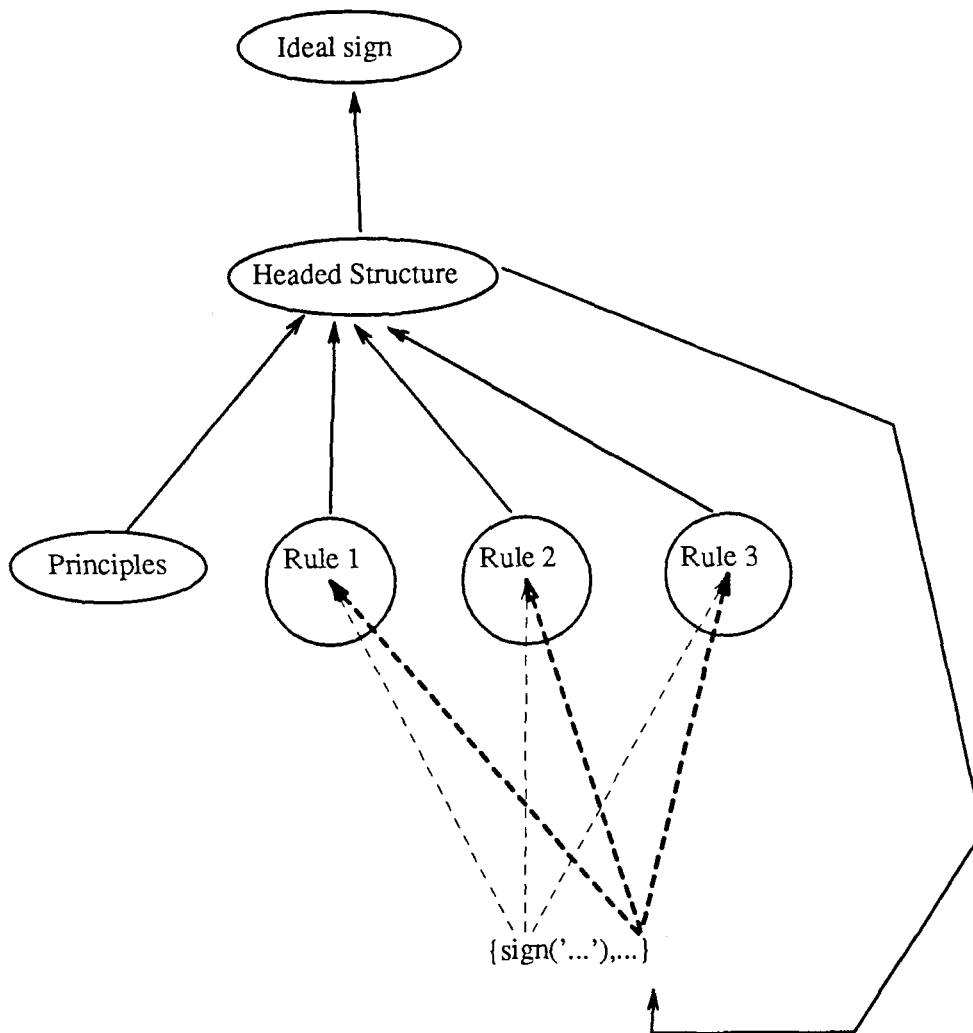 Ideal sign
Headed Structure
Principles
Rule 1
Rule 2
Rule 3
{sign('...'),...}